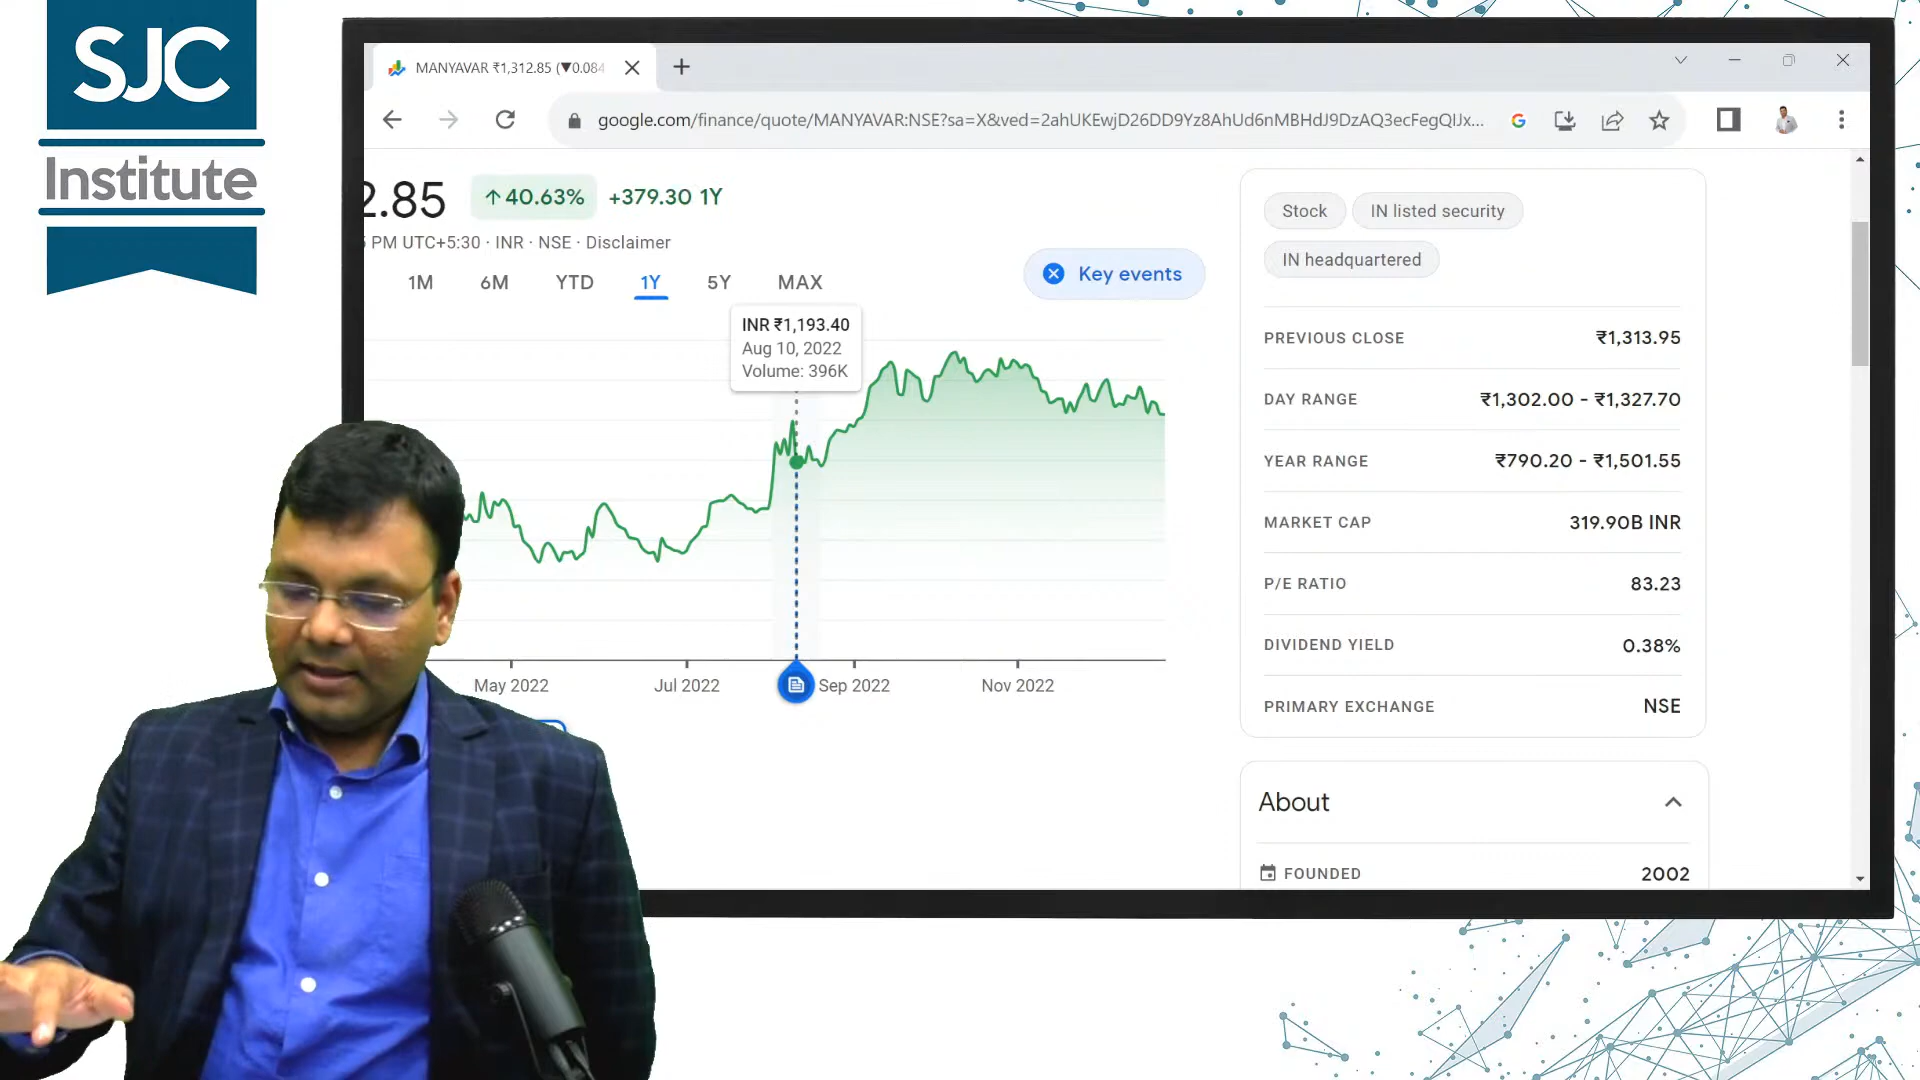 SJC
Institute
MANYAVAR ₹1,312.85 (▼0.084
google.com/finance/quote/MANYAVAR:NSE?sa=X&ved=2ahUKEwjD26DD9Yz8AhUd6nMBHdJ9DzAQ3ecFegQIJx...
2.85
↑ 40.63%
+379.30 1Y
PM UTC+5:30 · INR · NSE · Disclaimer
1M 6M YTD 1Y 5Y MAX
Key events
INR ₹1,193.40
Aug 10, 2022
Volume: 396K
May 2022 Jul 2022 Sep 2022 Nov 2022
Stock
IN listed security
IN headquartered
PREVIOUS CLOSE ₹1,313.95
DAY RANGE ₹1,302.00 - ₹1,327.70
YEAR RANGE ₹790.20 - ₹1,501.55
MARKET CAP 319.90B INR
P/E RATIO 83.23
DIVIDEND YIELD 0.38%
PRIMARY EXCHANGE NSE
About
FOUNDED 2002